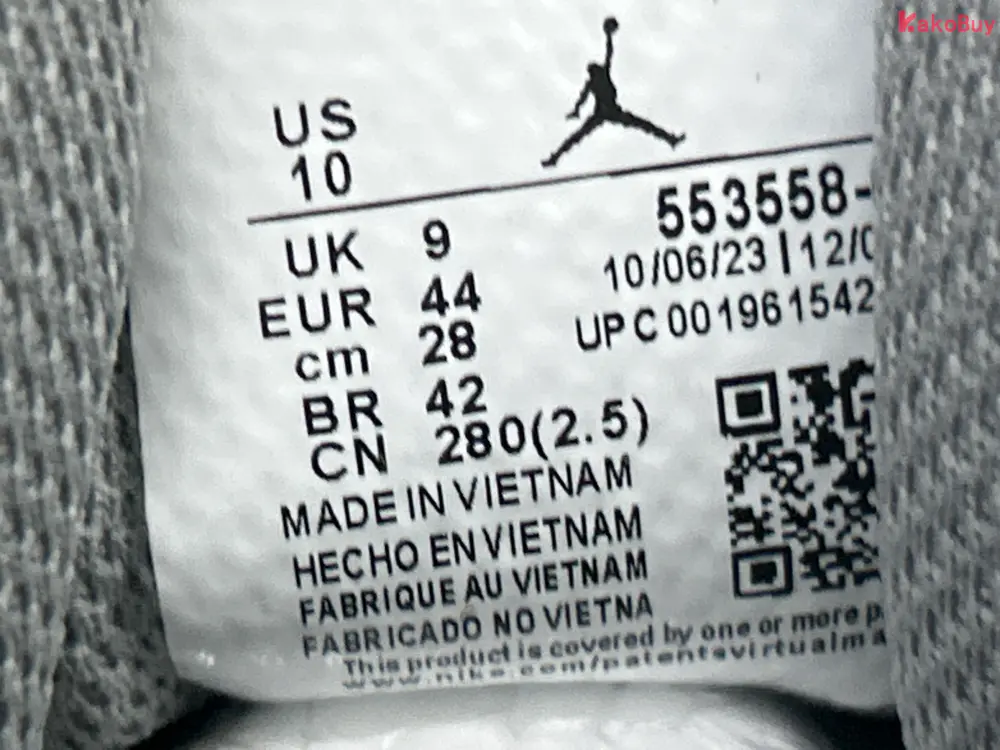 KakoBuy
US
10
UK 9
EUR 44
cm 28
BR 42
CN 280(2.5)
553558-
10/06/23 | 12/0
UPC 001961542
MADE IN VIETNAM
HECHO EN VIETNAM
FABRIQUE AU VIETNAM
FABRICADO NO VIETNA
This product is covered by one or more p
www.nike.com/patentsvirtualma